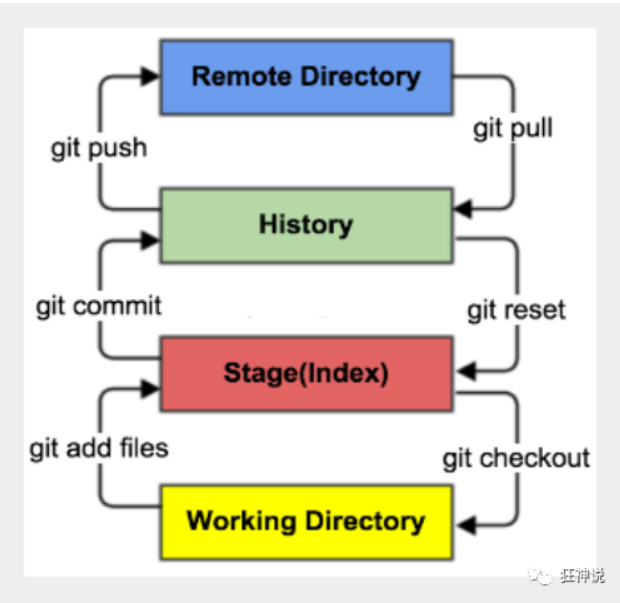 Remote Directory
git push
git pull
History
git commit
git reset
Stage(Index)
git add files
git checkout
Working Directory
狂神说